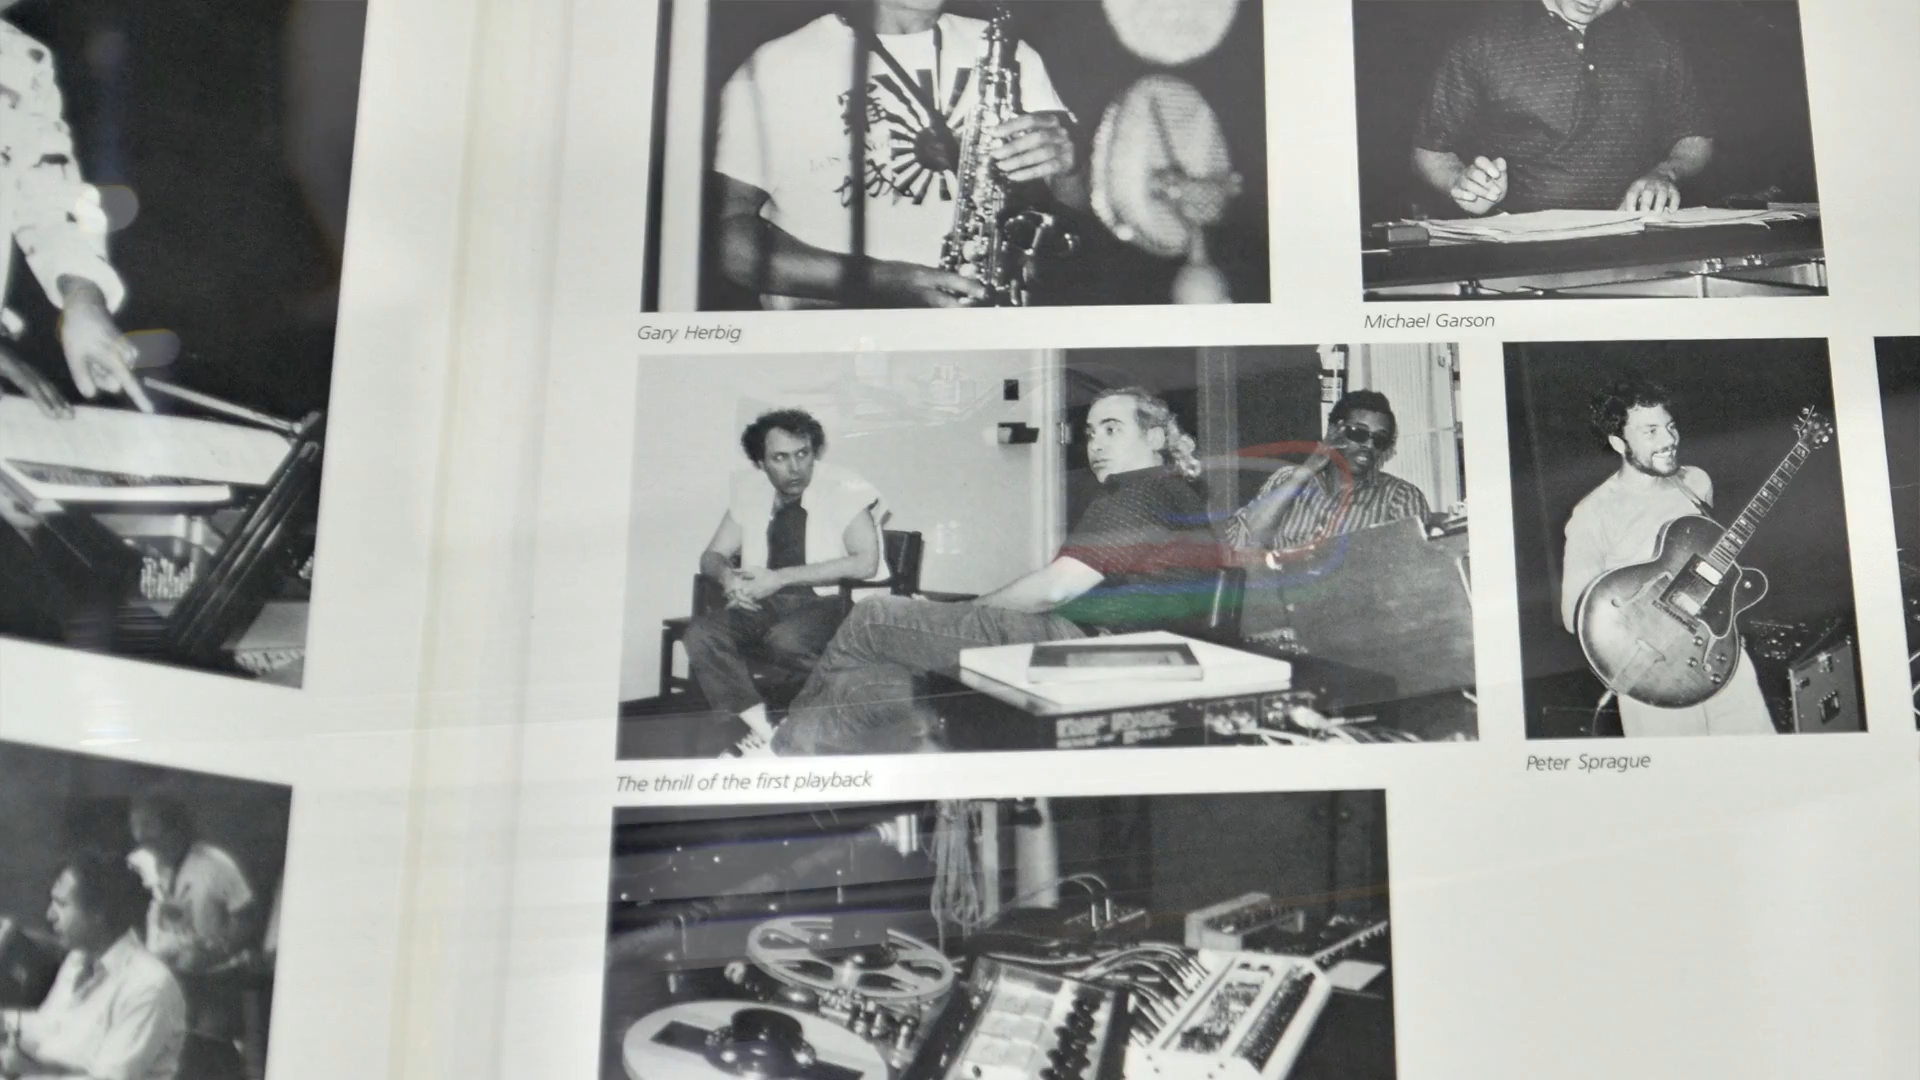 Gary Herbig
Michael Garson
The thrill of the first playback
Peter Sprague